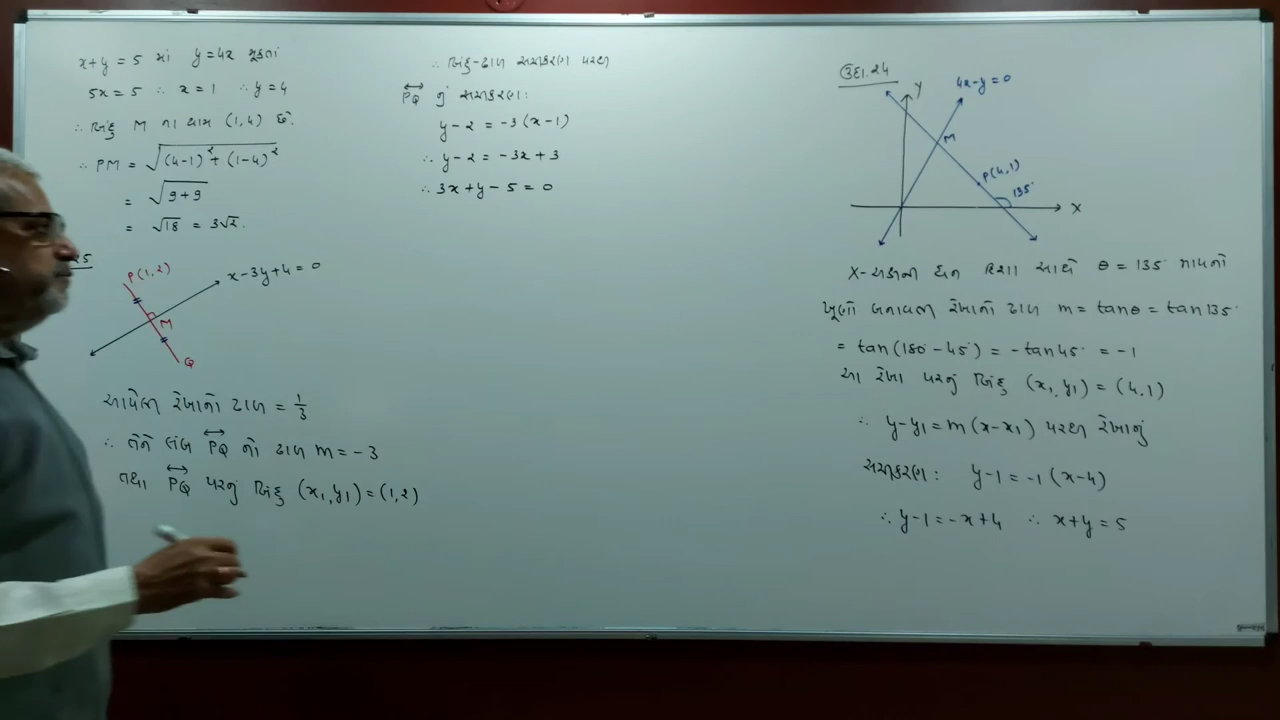 x+y = 5 માં y=4x મૂકતાં
5x = 5 ∴ x = 1 ∴ y = 4
∴ બિંદુ M ના યામ (1,4) છે.
∴ PM = √((4-1)² + (1-4)²)
= √(9+9)
= √18 = 3√2.
25
P(1,2)
x-3y+4=0
M
Q
આપેલ રેખાનો ઢાળ = 1/3
∴ તેને લંબ PQ નો ઢાળ m = -3
તથા PQ પરનું બિંદુ (x₁, y₁) = (1,2)
∴ બિંદુ-ઢાળ સમીકરણ પરથી
PQ નું સમીકરણ:
y-2 = -3(x-1)
∴ y-2 = -3x+3
∴ 3x+y-5=0
ઉદા.24
Y
4x-y=0
M
P(4,1)
135°
X
X-અક્ષની ધન દિશા સાથે θ = 135° માપનો
ખૂણો બનાવતી રેખાનો ઢાળ m = tanθ = tan135°
= tan(180°-45°) = -tan45° = -1
આ રેખા પરનું બિંદુ (x₁, y₁) = (4,1)
∴ y-y₁ = m(x-x₁) પરથી રેખાનું
સમીકરણ: y-1 = -1(x-4)
∴ y-1 = -x+4 ∴ x+y = 5